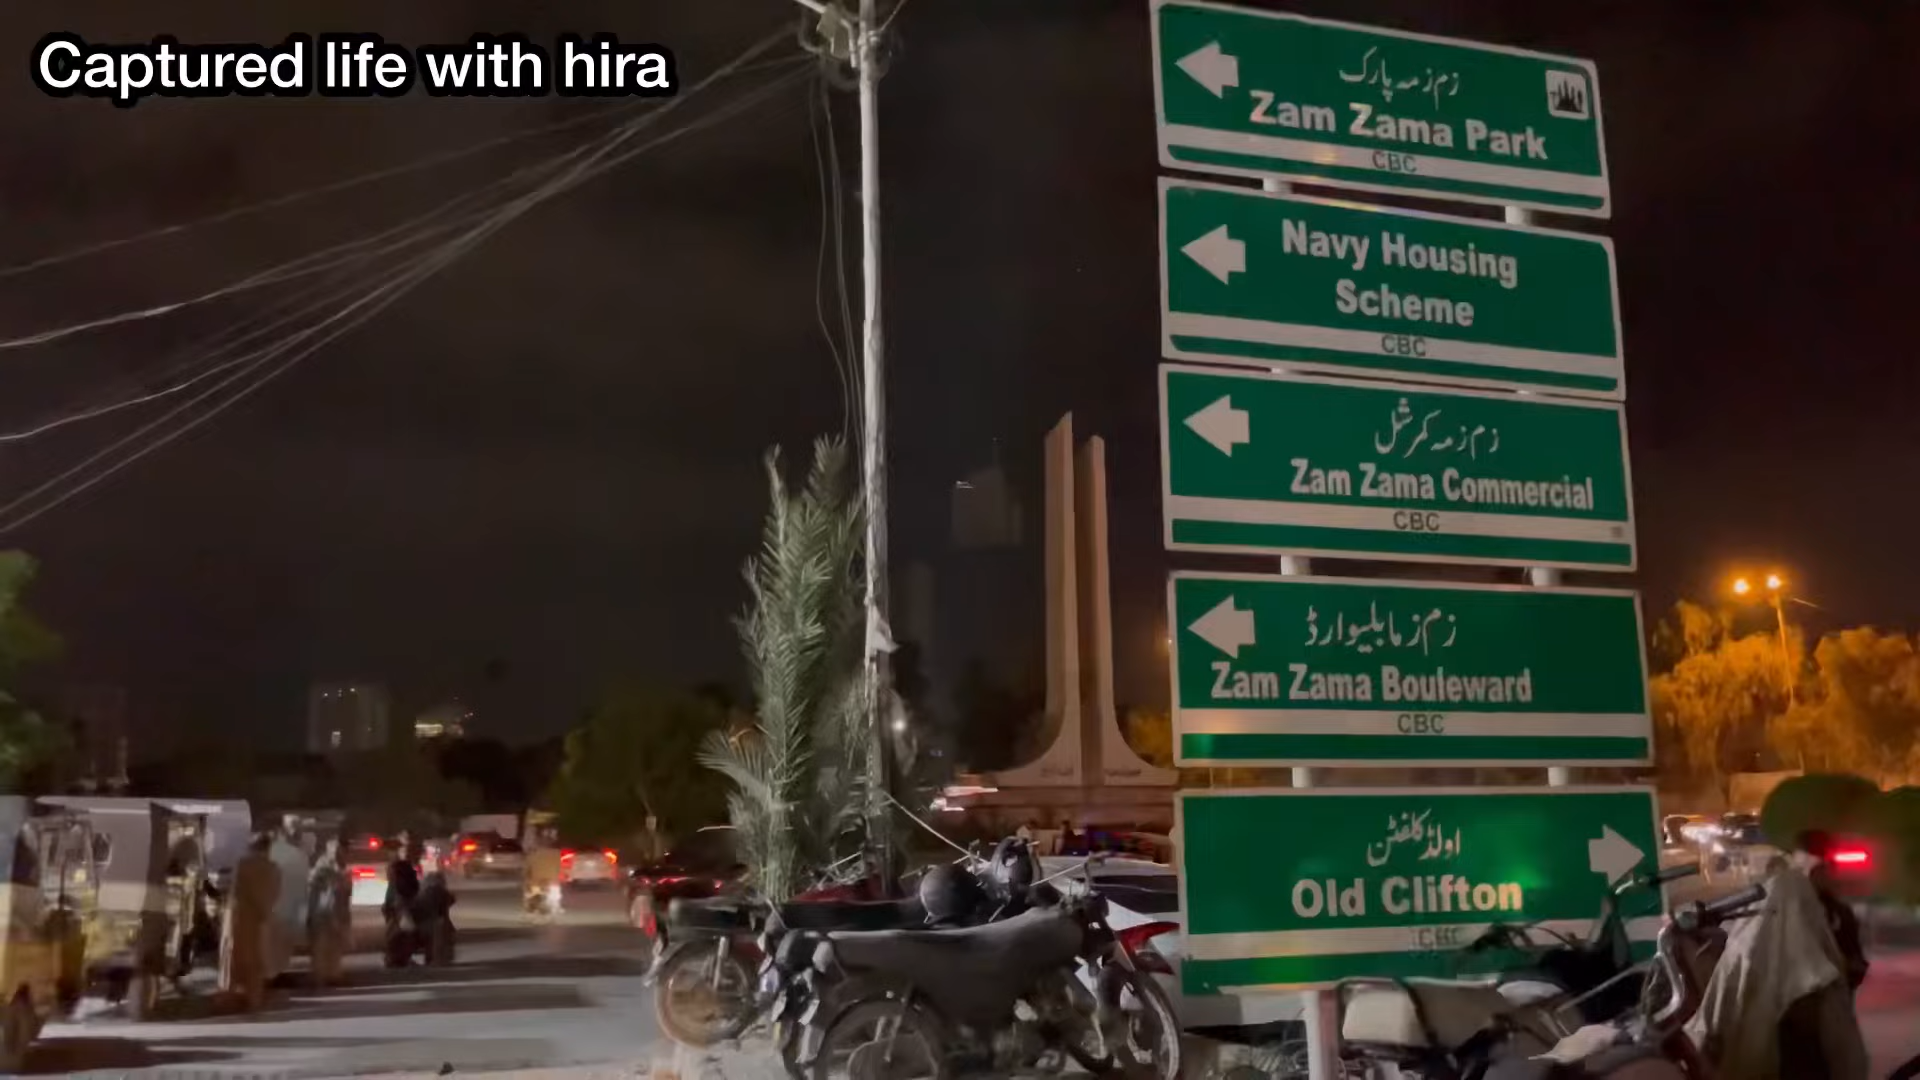 Captured life with hira
زم زمہ پارک
Zam Zama Park
CBC
Navy Housing
Scheme
CBC
زم زمہ کمرشل
Zam Zama Commercial
CBC
زم زما بلیوارڈ
Zam Zama Bouleward
CBC
اولڈ کلفٹن
Old Clifton